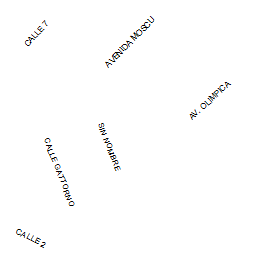 CALLE 7
AVENIDA MOSCU
AV. OLIMPICA
SIN NOMBRE
CALLE GATTORNO
CALLE 2